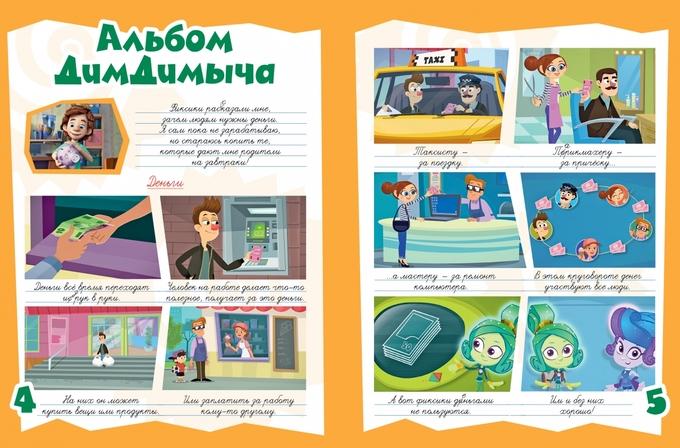 Альбом
ДимДимыча
Фиксики рассказали мне,
зачем людям нужны деньги.
Я сам пока не зарабатываю,
но стараюсь копить те,
которые дают мне родители
на завтраки!
Деньги
Деньги всё время переходят
из рук в руки.
Человек на работе делает что-то
полезное, получает за это деньги.
На них он может
купить вещи или продукты.
Или заплатить за работу
кому-то другому.
4
TAXI
Таксисту –
за поездку.
Парикмахеру –
за причёску...
...а мастеру – за ремонт
компьютера.
В этом круговороте денег
участвуют все люди.
А вот фиксики деньгами
не пользуются.
Им и без них
хорошо!
5